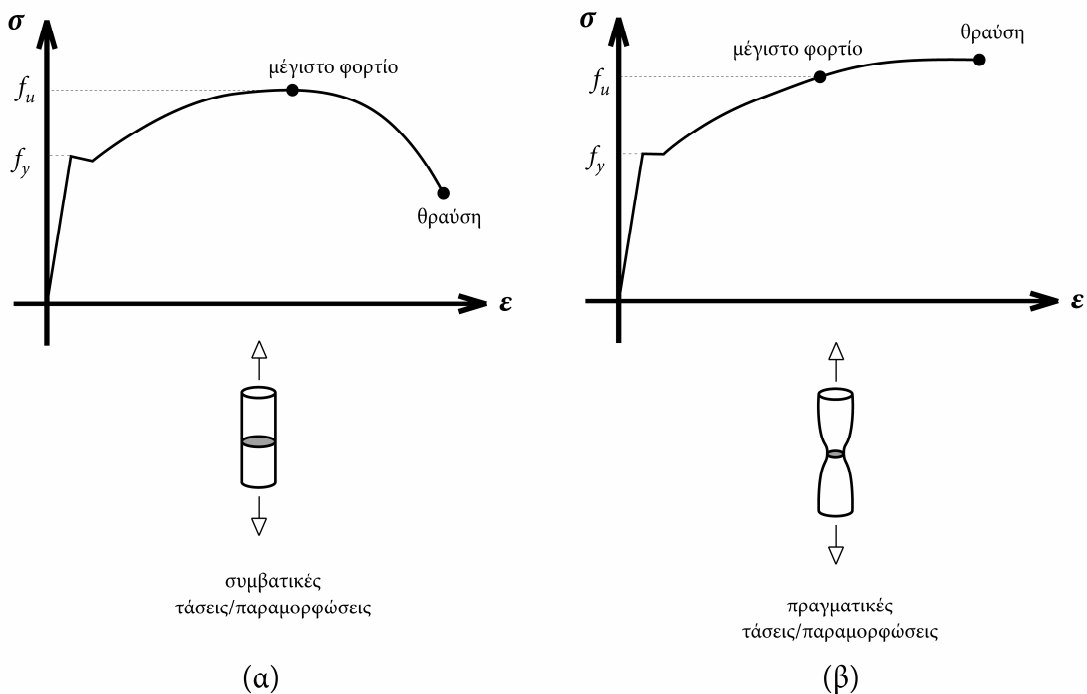 σ
μέγιστο φορτίο
f_u
f_y
θραύση
ε
συμβατικές
τάσεις/παραμορφώσεις
(α)
σ
θραύση
μέγιστο φορτίο
f_u
f_y
ε
πραγματικές
τάσεις/παραμορφώσεις
(β)